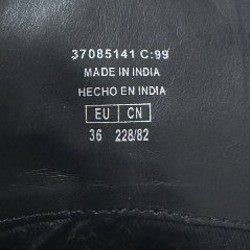 37085141 C:99
MADE IN INDIA
HECHO EN INDIA
EU CN
36 228/82